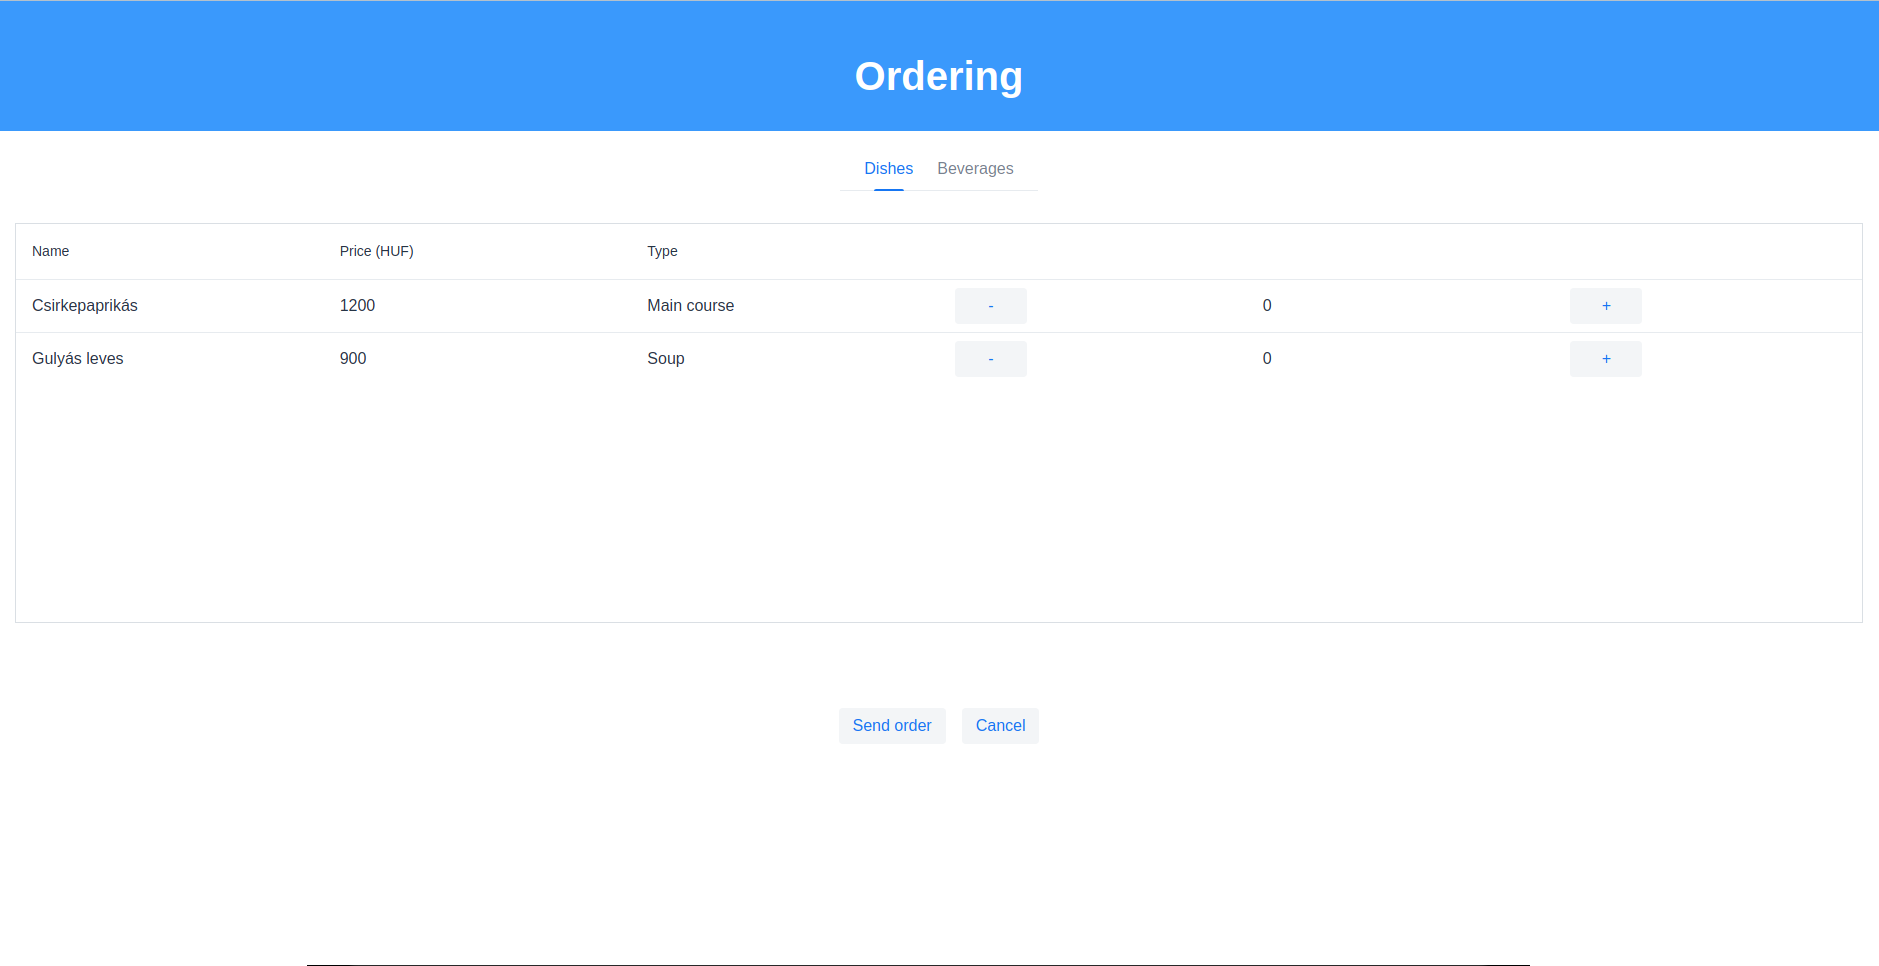 Ordering
Dishes Beverages
Name Price (HUF) Type
Csirkepaprikás 1200 Main course - 0 +
Gulyás leves 900 Soup - 0 +
Send order Cancel